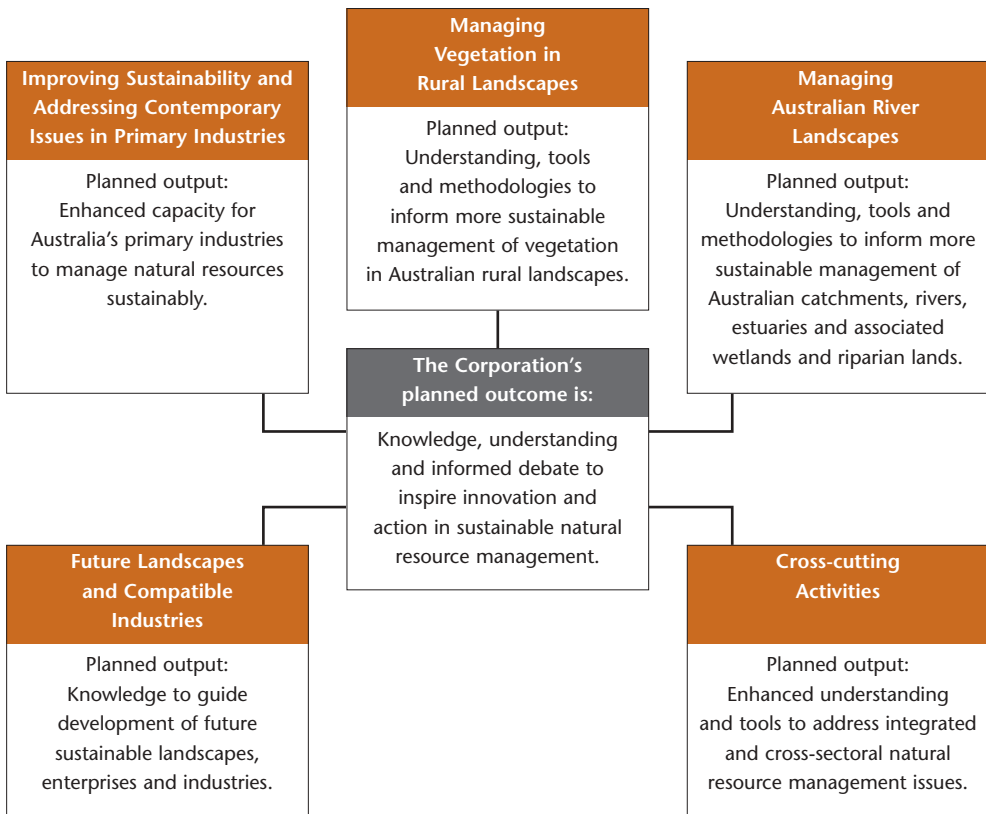 Improving Sustainability and
Addressing Contemporary
Issues in Primary Industries
Planned output:
Enhanced capacity for
Australia’s primary industries
to manage natural resources
sustainably.
Managing
Vegetation in
Rural Landscapes
Planned output:
Understanding, tools
and methodologies to
inform more sustainable
management of vegetation
in Australian rural landscapes.
Managing
Australian River
Landscapes
Planned output:
Understanding, tools and
methodologies to inform more
sustainable management of
Australian catchments, rivers,
estuaries and associated
wetlands and riparian lands.
The Corporation’s
planned outcome is:
Knowledge, understanding
and informed debate to
inspire innovation and
action in sustainable natural
resource management.
Future Landscapes
and Compatible
Industries
Planned output:
Knowledge to guide
development of future
sustainable landscapes,
enterprises and industries.
Cross-cutting
Activities
Planned output:
Enhanced understanding
and tools to address integrated
and cross-sectoral natural
resource management issues.